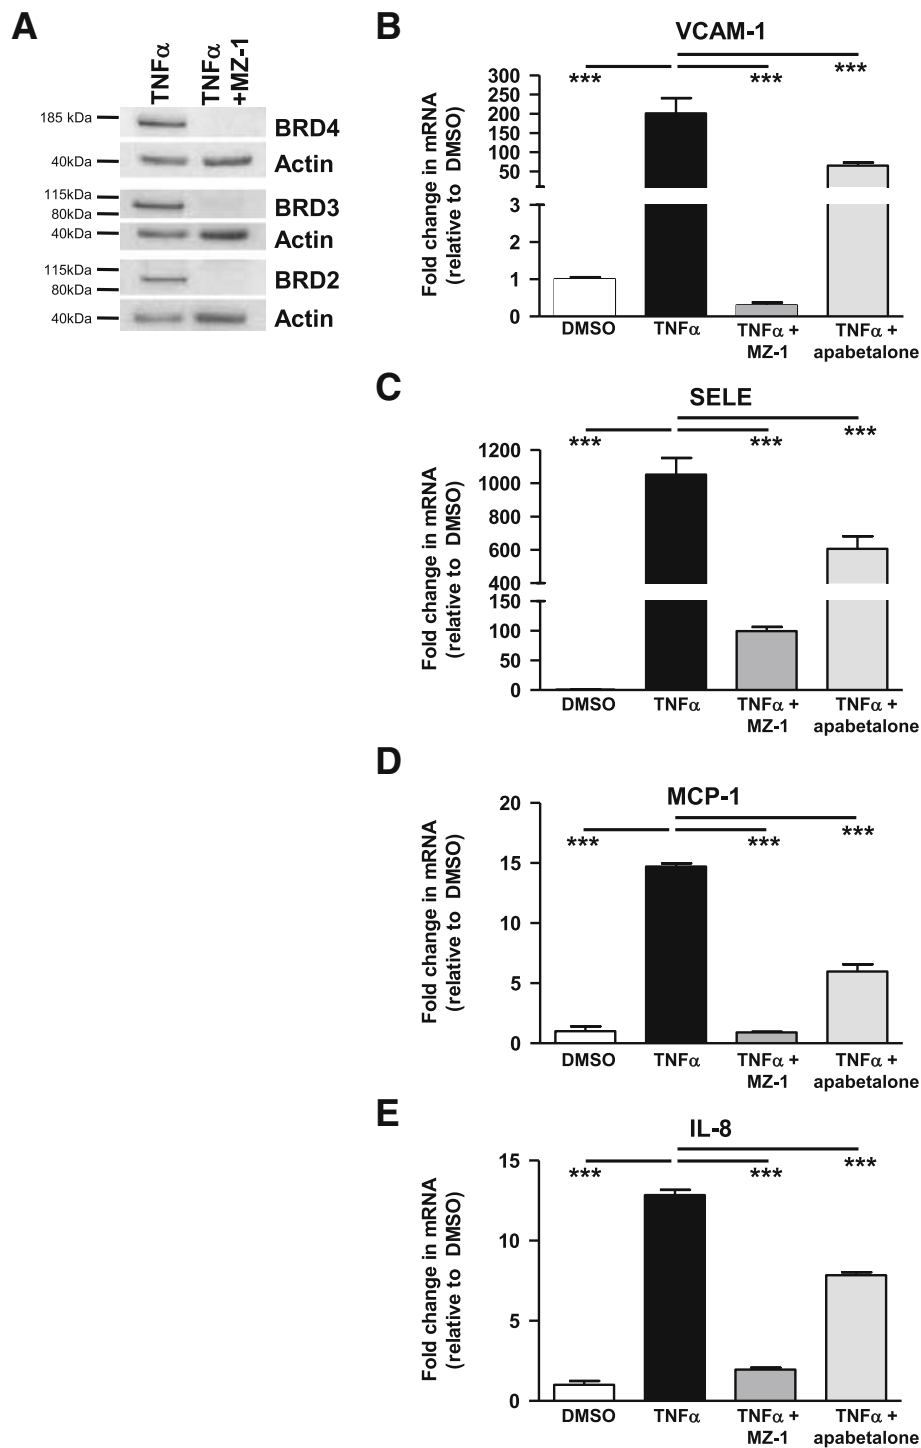 A
TNFα
TNFα
+MZ-1
185 kDa
BRD4
40kDa
Actin
115kDa
80kDa
BRD3
40kDa
Actin
115kDa
80kDa
BRD2
40kDa
Actin
B
VCAM-1
*** *** ***
Fold change in mRNA
(relative to DMSO)
300
250
200
150
100
50
3
2
1
0
DMSO TNFα TNFα + TNFα +
MZ-1 apabetalone
C
SELE
*** *** ***
Fold change in mRNA
(relative to DMSO)
1200
1000
800
600
400
150
100
50
0
DMSO TNFα TNFα + TNFα +
MZ-1 apabetalone
D
MCP-1
*** *** ***
Fold change in mRNA
(relative to DMSO)
20
15
10
5
0
DMSO TNFα TNFα + TNFα +
MZ-1 apabetalone
E
IL-8
*** *** ***
Fold change in mRNA
(relative to DMSO)
15
10
5
0
DMSO TNFα TNFα + TNFα +
MZ-1 apabetalone